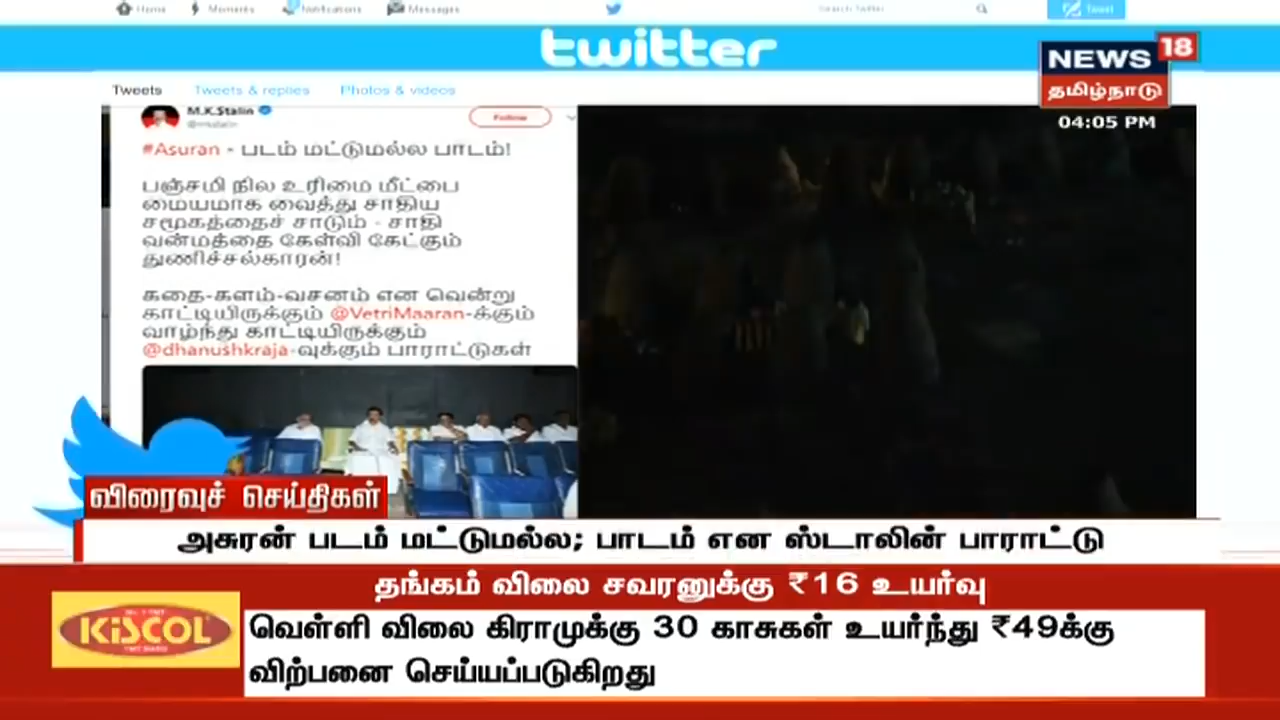 Home Moments Notifications Messages Search Twitter Tweet
twitter
NEWS 18
தமிழ்நாடு
04:05 PM
Tweets Tweets & replies Photos & videos
M.K.Stalin
@mkstalin
Follow
#Asuran - படம் மட்டுமல்ல பாடம்!
பஞ்சமி நில உரிமை மீட்பை
மையமாக வைத்து சாதிய
சமூகத்தைச் சாடும் - சாதி
வன்மத்தை கேள்வி கேட்கும்
துணிச்சல்காரன்!
கதை-களம்-வசனம் என வென்று
காட்டியிருக்கும் @VetriMaaran-க்கும்
வாழ்ந்து காட்டியிருக்கும்
@dhanushkraja-வுக்கும் பாராட்டுகள்
விரைவுச் செய்திகள்
அசுரன் படம் மட்டுமல்ல; பாடம் என ஸ்டாலின் பாராட்டு
தங்கம் விலை சவரனுக்கு ₹16 உயர்வு
KiSCOL
வெள்ளி விலை கிராமுக்கு 30 காசுகள் உயர்ந்து ₹49க்கு
விற்பனை செய்யப்படுகிறது